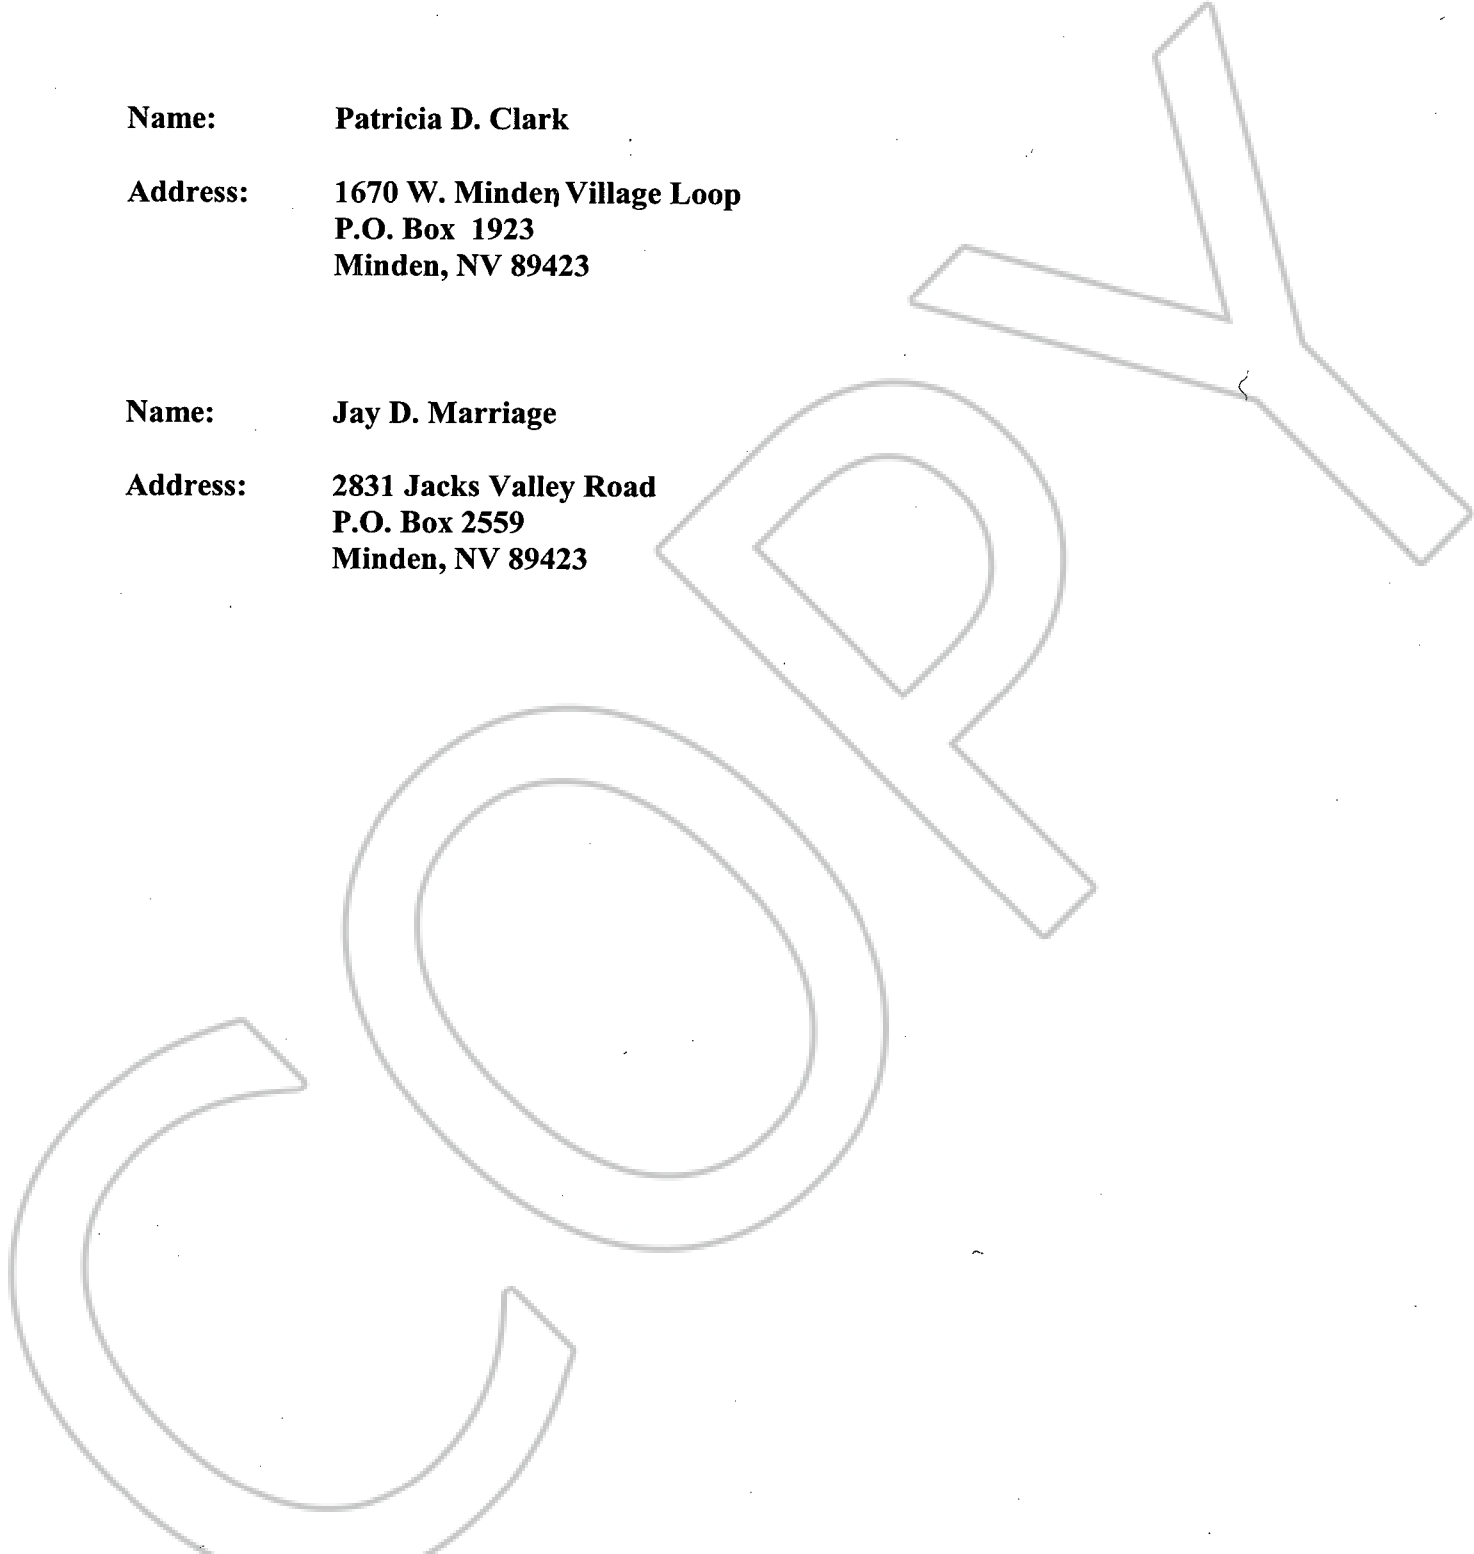 Name: Patricia D. Clark
Address: 1670 W. Minden Village Loop
P.O. Box 1923
Minden, NV 89423
Name: Jay D. Marriage
Address: 2831 Jacks Valley Road
P.O. Box 2559
Minden, NV 89423
COPY